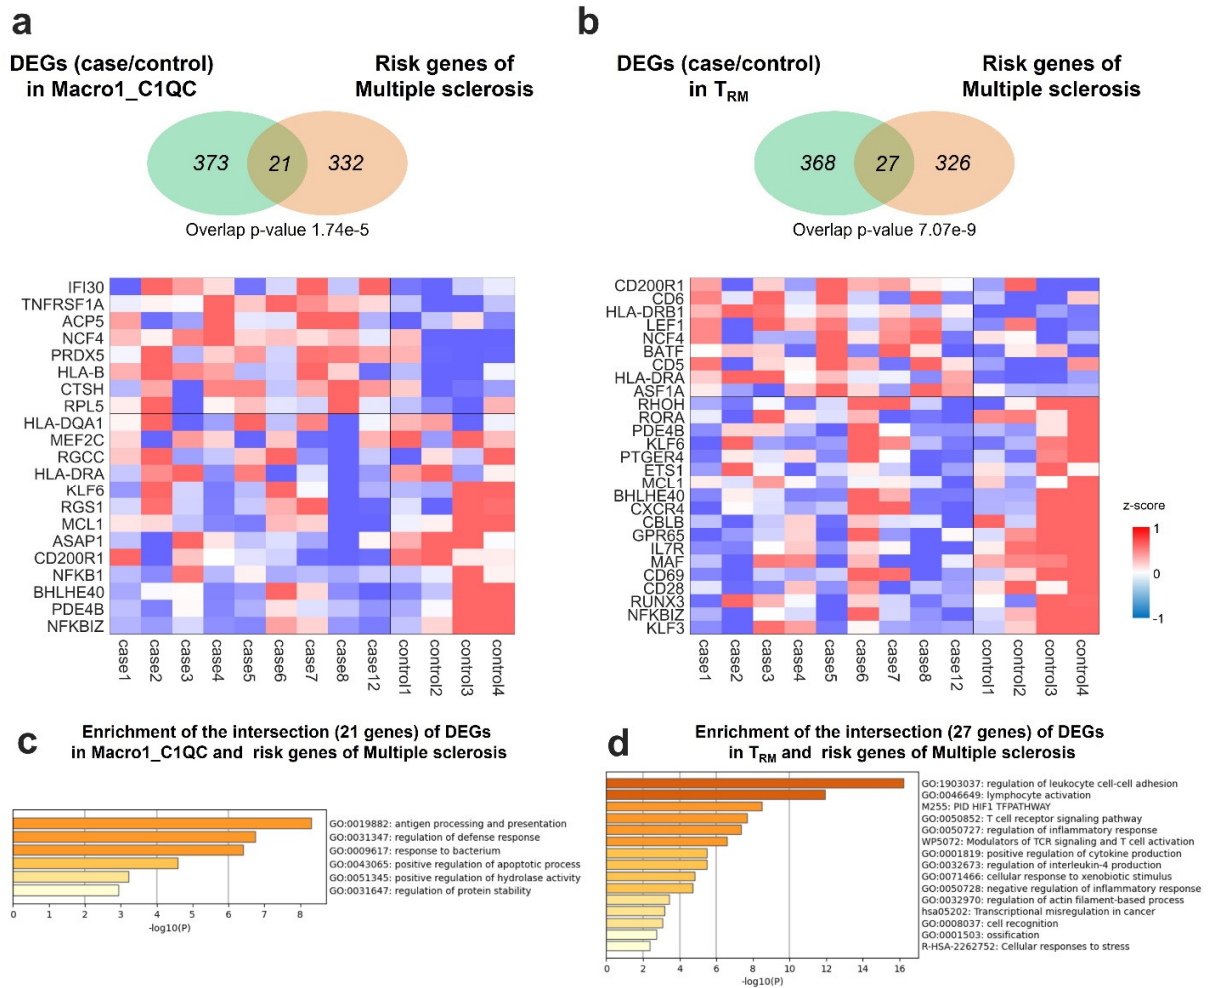 a
DEGs (case/control)
in Macro1_C1QC
Risk genes of
Multiple sclerosis
373
21
332
Overlap p-value 1.74e-5
IFI30
TNFRSF1A
ACP5
NCF4
PRDX5
HLA-B
CTSH
RPL5
HLA-DQA1
MEF2C
RGCC
HLA-DRA
KLF6
RGS1
MCL1
ASAP1
CD200R1
NFKB1
BHLHE40
PDE4B
NFKBIZ
case1
case2
case3
case4
case5
case6
case7
case8
case12
control1
control2
control3
control4
b
DEGs (case/control)
in TRM
Risk genes of
Multiple sclerosis
368
27
326
Overlap p-value 7.07e-9
CD200R1
CD6
HLA-DRB1
LEF1
NCF4
BATF
CD5
HLA-DRA
ASF1A
RHOH
RORA
PDE4B
KLF6
PTGER4
ETS1
MCL1
BHLHE40
CXCR4
CBLB
GPR65
IL7R
MAF
CD69
CD28
RUNX3
NFKBIZ
KLF3
case1
case2
case3
case4
case5
case6
case7
case8
case12
control1
control2
control3
control4
z-score
1
0
-1
c
Enrichment of the intersection (21 genes) of DEGs
in Macro1_C1QC and risk genes of Multiple sclerosis
GO:0019882: antigen processing and presentation
GO:0031347: regulation of defense response
GO:0009617: response to bacterium
GO:0043065: positive regulation of apoptotic process
GO:0051345: positive regulation of hydrolase activity
GO:0031647: regulation of protein stability
0 1 2 3 4 5 6 7 8
-log10(P)
d
Enrichment of the intersection (27 genes) of DEGs
in TRM and risk genes of Multiple sclerosis
GO:1903037: regulation of leukocyte cell-cell adhesion
GO:0046649: lymphocyte activation
M255: PID HIF1 TFPATHWAY
GO:0050852: T cell receptor signaling pathway
GO:0050727: regulation of inflammatory response
WP5072: Modulators of TCR signaling and T cell activation
GO:0001819: positive regulation of cytokine production
GO:0032673: regulation of interleukin-4 production
GO:0071466: cellular response to xenobiotic stimulus
GO:0050728: negative regulation of inflammatory response
GO:0032970: regulation of actin filament-based process
hsa05202: Transcriptional misregulation in cancer
GO:0008037: cell recognition
GO:0001503: ossification
R-HSA-2262752: Cellular responses to stress
0 2 4 6 8 10 12 14 16
-log10(P)